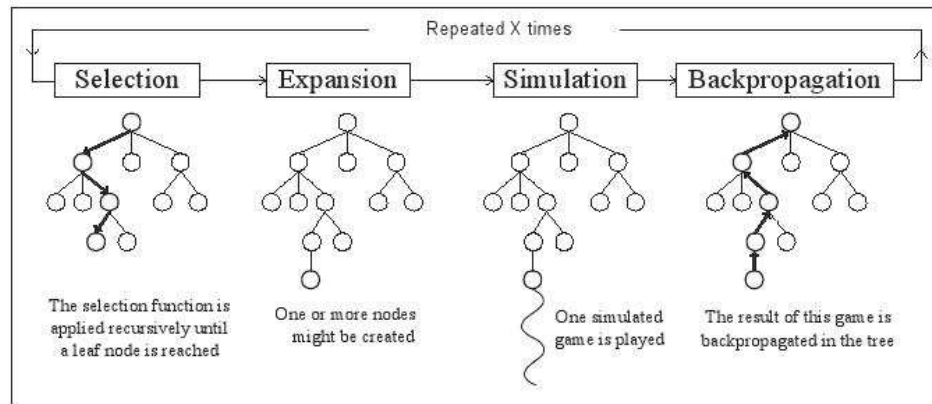 Repeated X times
Selection
Expansion
Simulation
Backpropagation
The selection function is
applied recursively until
a leaf node is reached
One or more nodes
might be created
One simulated
game is played
The result of this game is
backpropagated in the tree